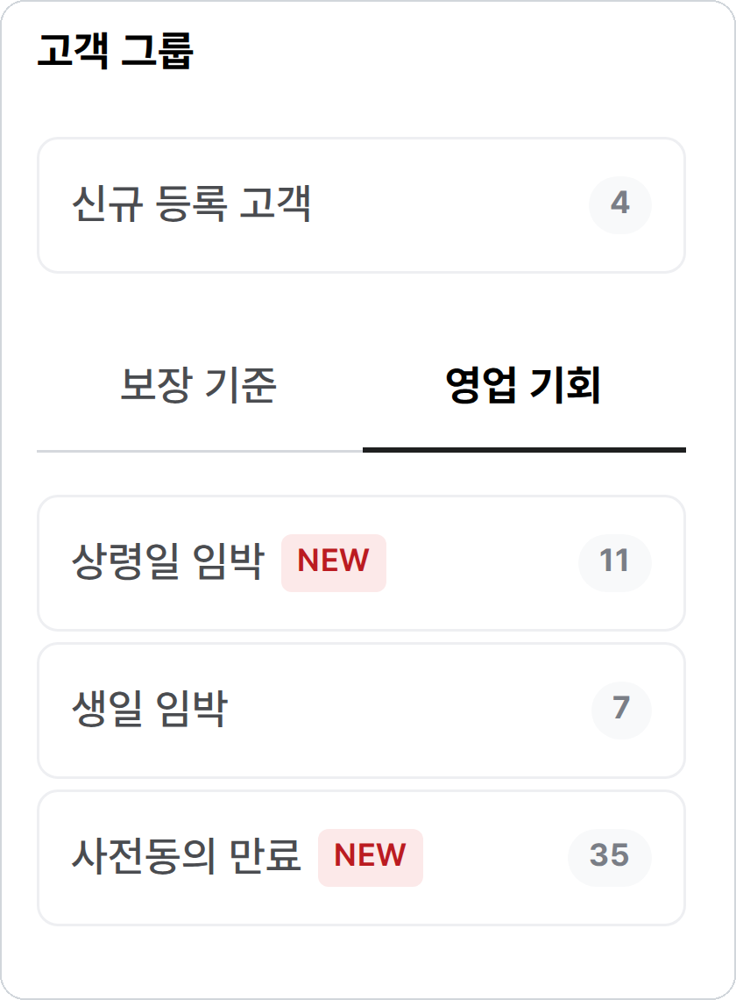 고객 그룹
신규 등록 고객 4
보장 기준 영업 기회
상령일 임박 NEW 11
생일 임박 7
사전동의 만료 NEW 35